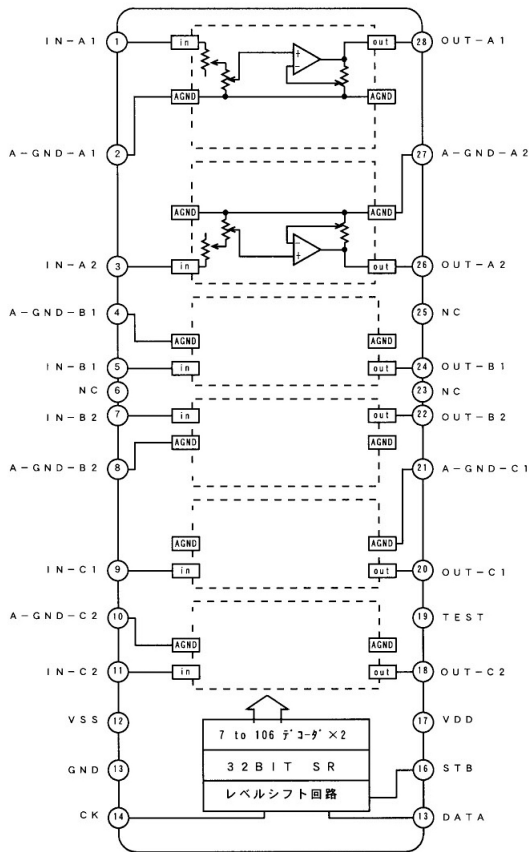 IN-A1 1 in out 28 OUT-A1
+
-
AGND AGND
A-GND-A1 2 27 A-GND-A2
AGND AGND
+
-
IN-A2 3 in out 26 OUT-A2
A-GND-B1 4 25 NC
AGND AGND
IN-B1 5 in out 24 OUT-B1
NC 6 23 NC
IN-B2 7 in out 22 OUT-B2
A-GND-B2 8 AGND AGND 21 A-GND-C1
AGND AGND
IN-C1 9 in out 20 OUT-C1
A-GND-C2 10 19 TEST
AGND AGND
IN-C2 11 in out 18 OUT-C2
VSS 12 17 VDD
7 to 106 デコーダ×2
GND 13 32BIT SR 16 STB
レベルシフト回路
CK 14 13 DATA